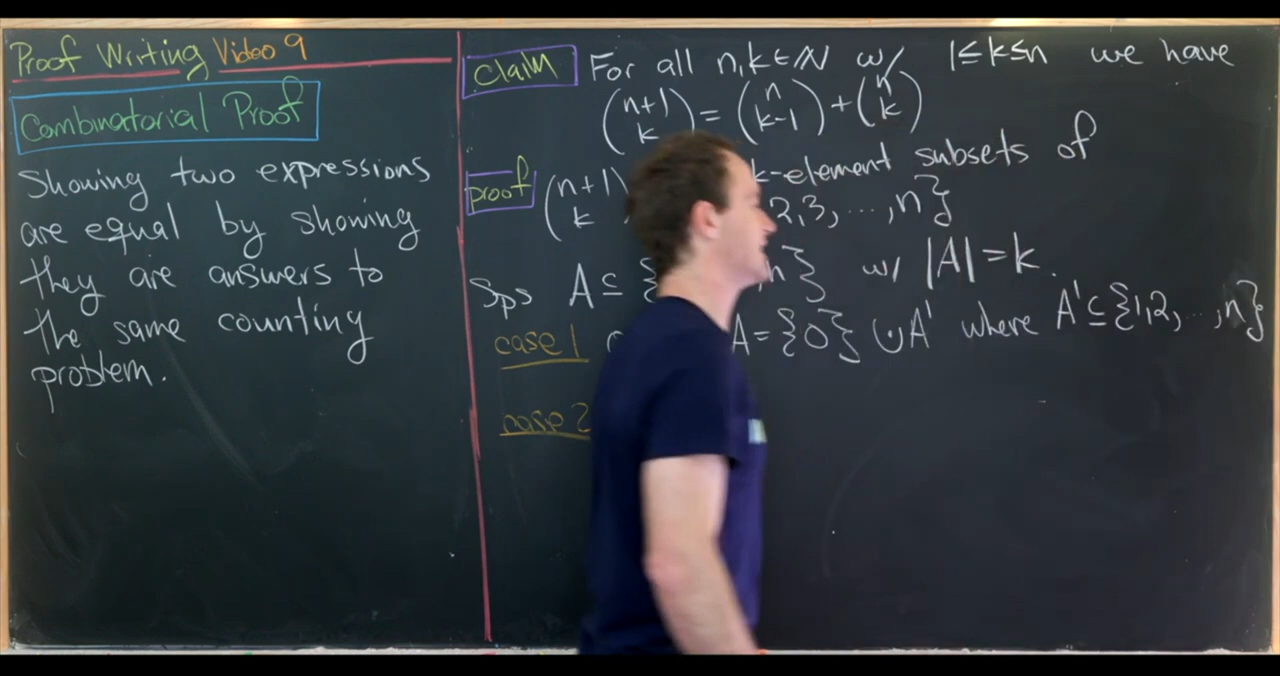 Proof Writing Video 9
Combinatorial Proof
Showing two expressions
are equal by showing
they are answers to
the same counting
problem.
claim For all n,k∈ℕ w/ 1≤k≤n we have
(n+1 k) = (n k-1) + (n k)
proof (n+1 k) k-element subsets of
2,3,...,n}
Sps A ⊆ { n} w/ |A|=k.
case 1 A={0} ∪ A' where A'⊆{1,2,...,n}
case 2